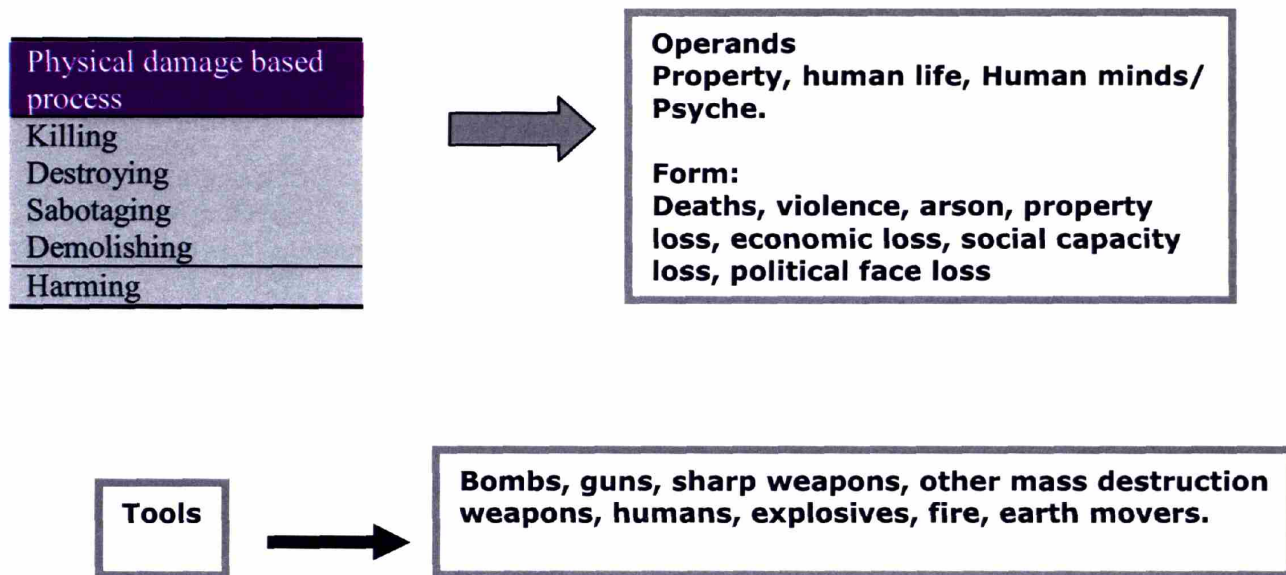 Physical damage based
process
Killing
Destroying
Sabotaging
Demolishing
Harming
Operands
Property, human life, Human minds/
Psyche.
Form:
Deaths, violence, arson, property
loss, economic loss, social capacity
loss, political face loss
Tools
Bombs, guns, sharp weapons, other mass destruction
weapons, humans, explosives, fire, earth movers.